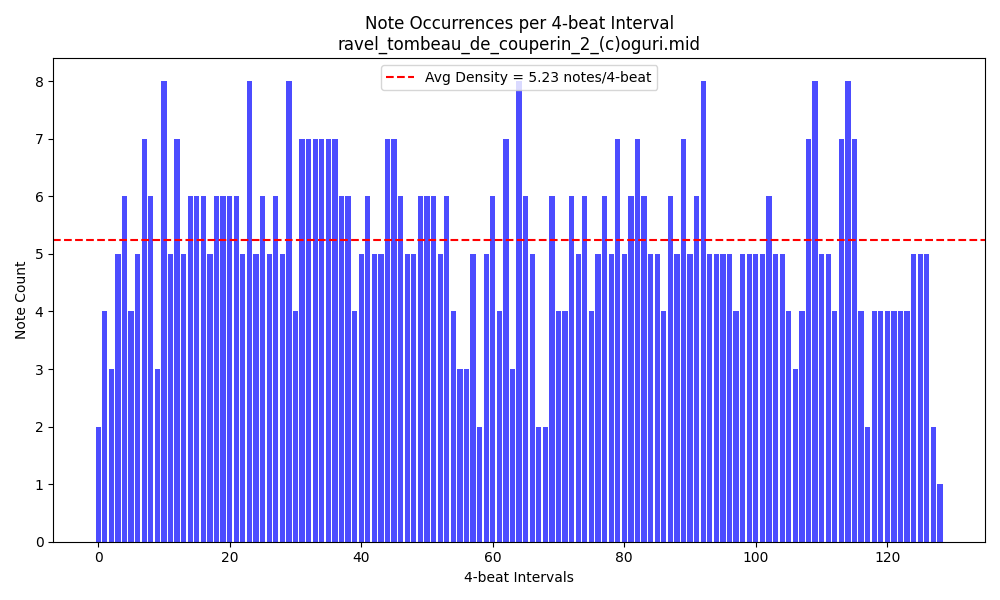 Note Occurrences per 4-beat Interval
ravel_tombeau_de_couperin_2_(c)oguri.mid
Avg Density = 5.23 notes/4-beat
8
7
6
5
4
3
2
1
0
Note Count
0 20 40 60 80 100 120
4-beat Intervals